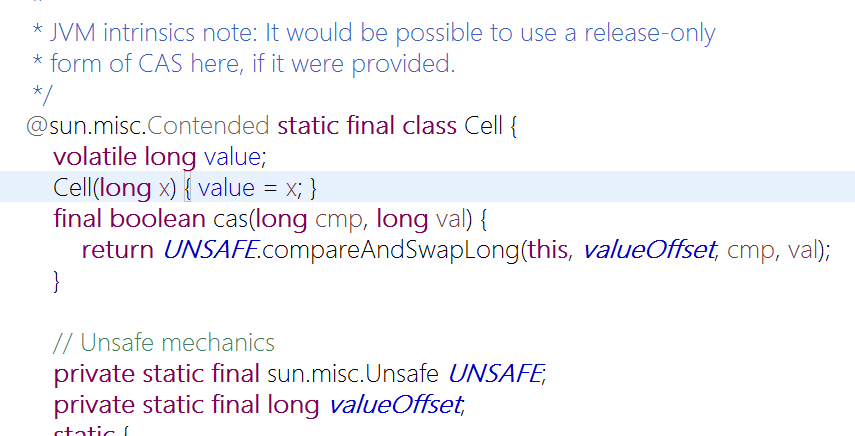 *
* JVM intrinsics note: It would be possible to use a release-only
* form of CAS here, if it were provided.
*/
@sun.misc.Contended static final class Cell {
volatile long value;
Cell(long x) { value = x; }
final boolean cas(long cmp, long val) {
return UNSAFE.compareAndSwapLong(this, valueOffset, cmp, val);
}
// Unsafe mechanics
private static final sun.misc.Unsafe UNSAFE;
private static final long valueOffset;
static {